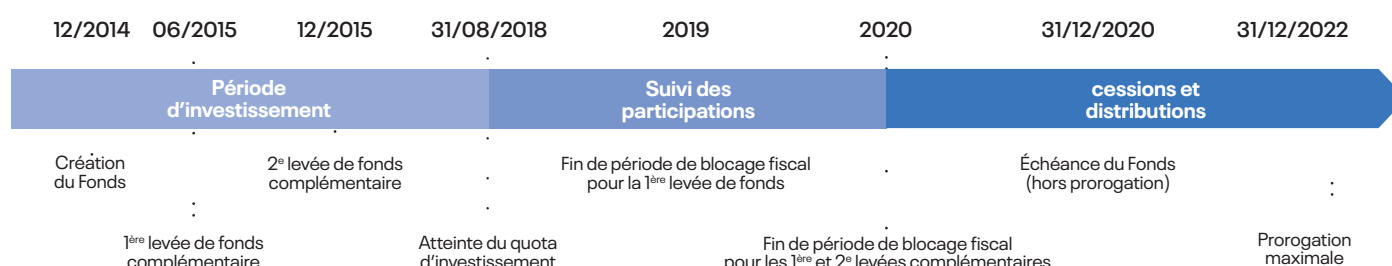 12/2014 06/2015 12/2015 31/08/2018 2019 2020 31/12/2020 31/12/2022
Période
d’investissement
Suivi des
participations
cessions et
distributions
Création
du Fonds
2e levée de fonds
complémentaire
Fin de période de blocage fiscal
pour la 1ère levée de fonds
Échéance du Fonds
(hors prorogation)
1ère levée de fonds
complémentaire
Atteinte du quota
d’investissement
Fin de période de blocage fiscal
pour les 1ère et 2e levées complémentaires
Prorogation
maximale